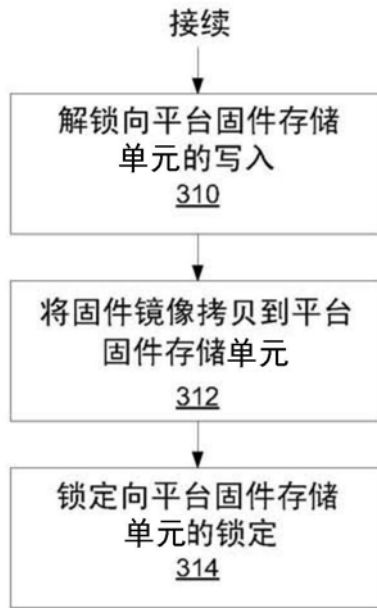 接续
解锁向平台固件存储
单元的写入
310
将固件镜像拷贝到平台
固件存储单元
312
锁定向平台固件存储
单元的锁定
314